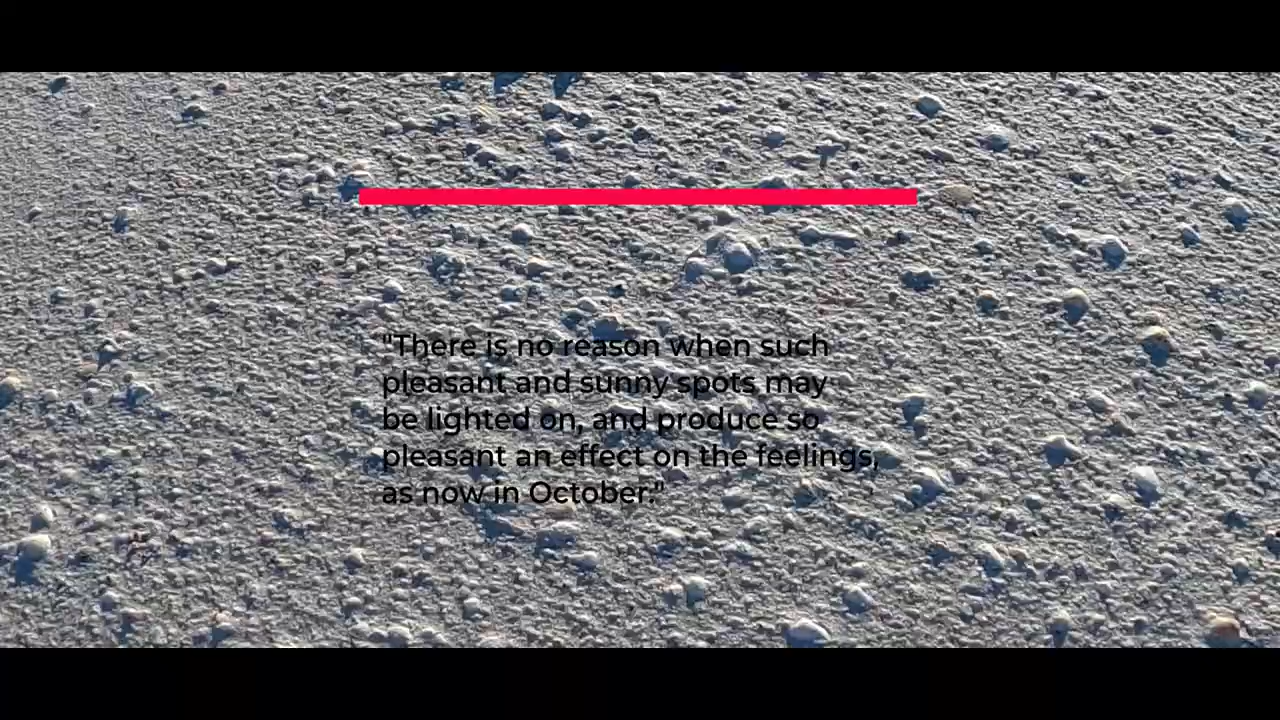 "There is no reason when such
pleasant and sunny spots may
be lighted on, and produce so
pleasant an effect on the feelings,
as now in October."